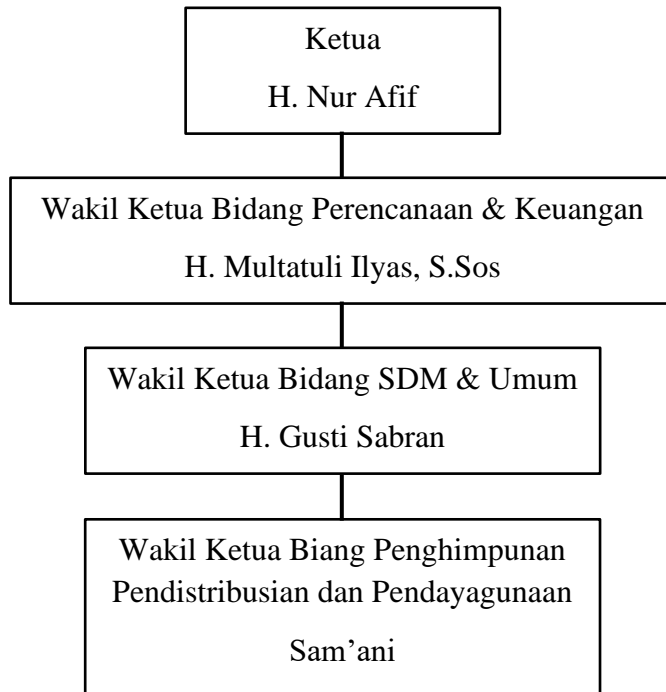 Ketua
H. Nur Afif
Wakil Ketua Bidang Perencanaan & Keuangan
H. Multatuli Ilyas, S.Sos
Wakil Ketua Bidang SDM & Umum
H. Gusti Sabran
Wakil Ketua Biang Penghimpunan
Pendistribusian dan Pendayagunaan
Sam’ani